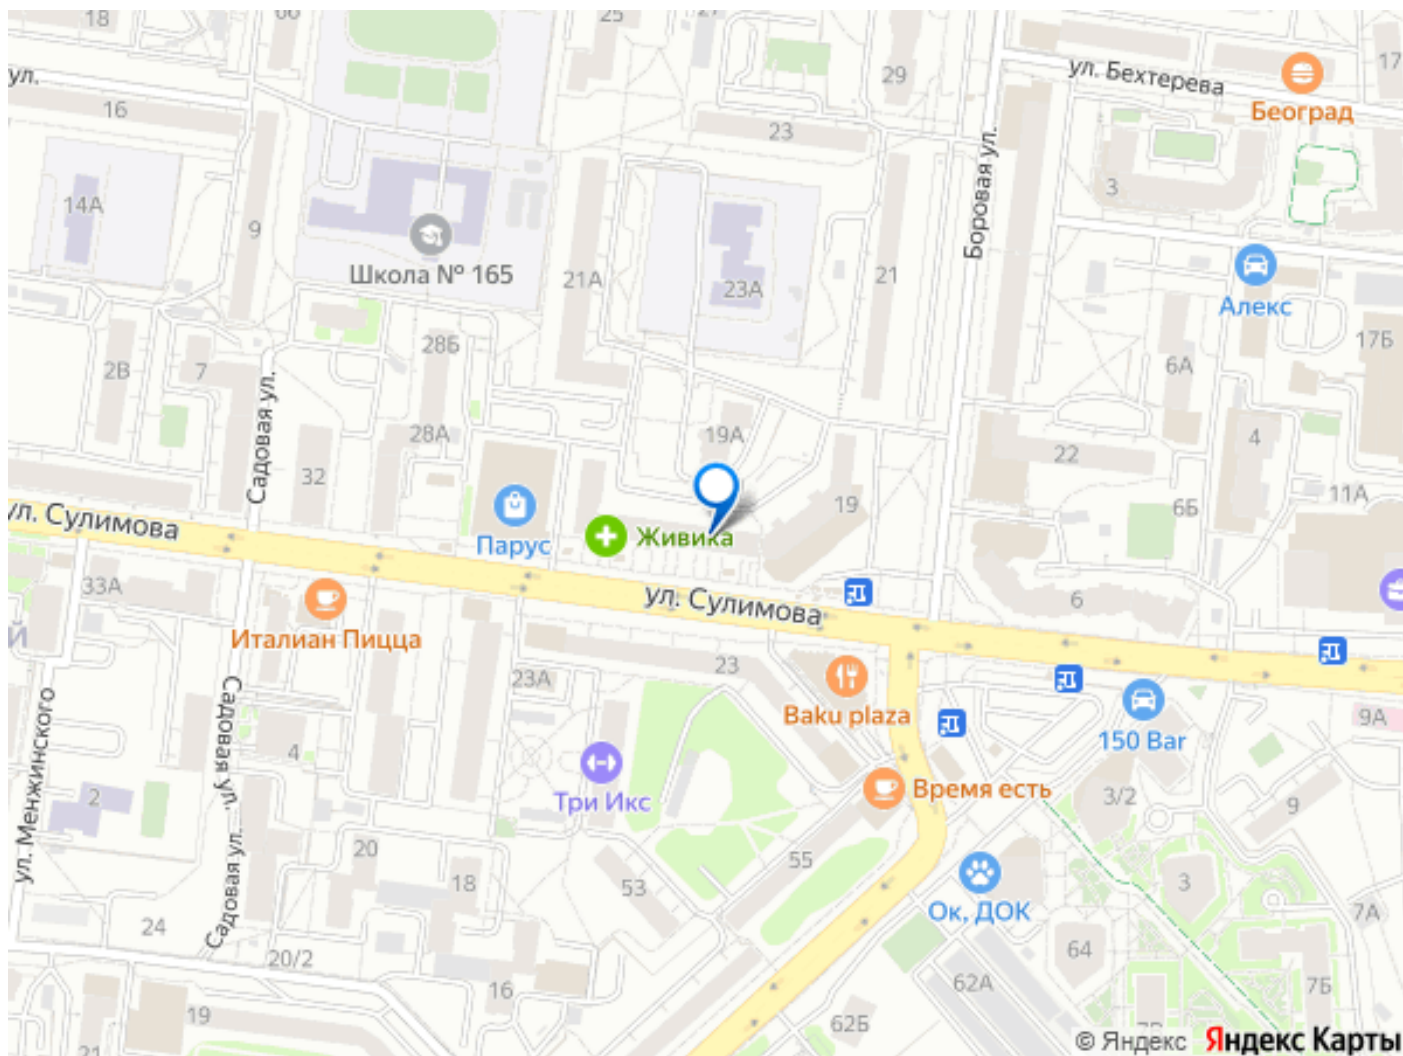 18
66
25
27
17
ул.
16
29
ул. Бехтерева
Београд
23
14А
9
Школа № 165
21А
23А
21
Боровая ул.
3
Алекс
2В
7
28Б
6А
17Б
Садовая ул.
28А
19А
22
4
32
19
6Б
11А
ул. Сулимова
Парус
Живика
33А
ул. Сулимова
6
Й
Италиан Пицца
23А
23
Baku plaza
9А
150 Bar
ул. Менжинского
Садовая ул.
4
2
Три Икс
Время есть
3/2
9
Садовая ул.
20
18
53
55
Ок, ДОК
3
7А
24
20/2
16
64
62А
7Б
19
62Б
21
© Яндекс Яндекс Карты